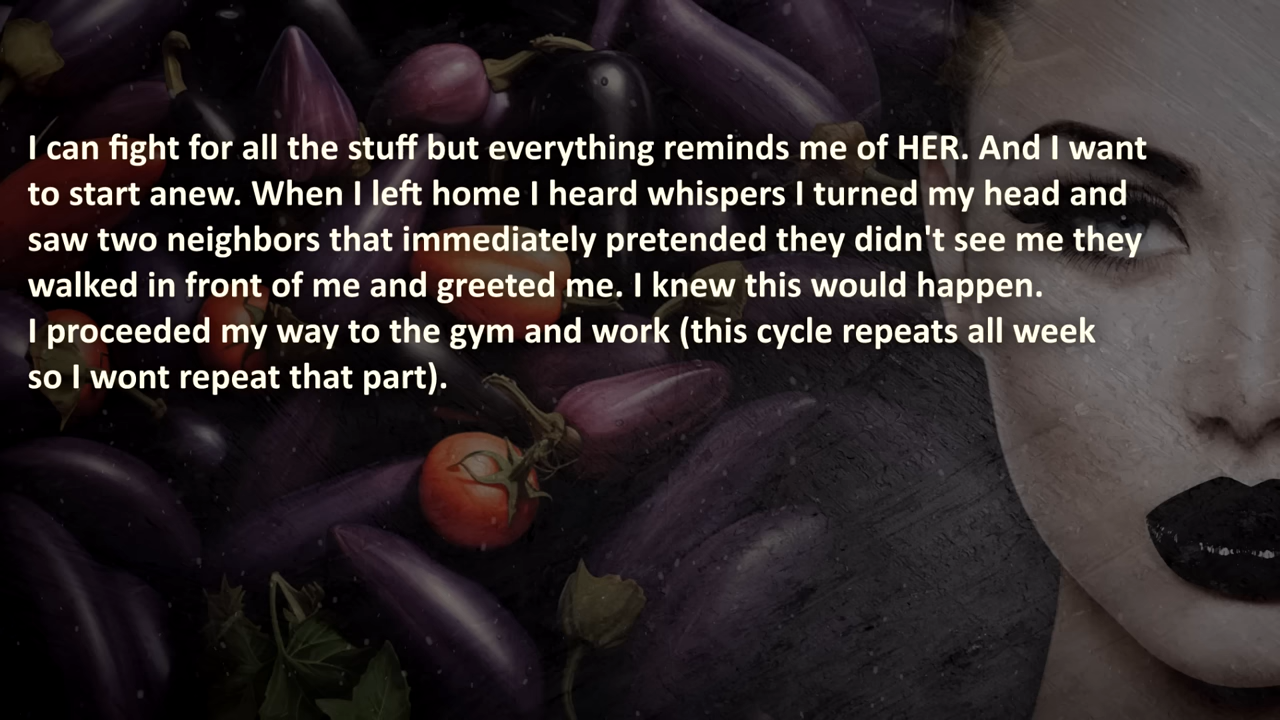 I can fight for all the stuff but everything reminds me of HER. And I want
to start anew. When I left home I heard whispers I turned my head and
saw two neighbors that immediately pretended they didn't see me they
walked in front of me and greeted me. I knew this would happen.
I proceeded my way to the gym and work (this cycle repeats all week
so I wont repeat that part).